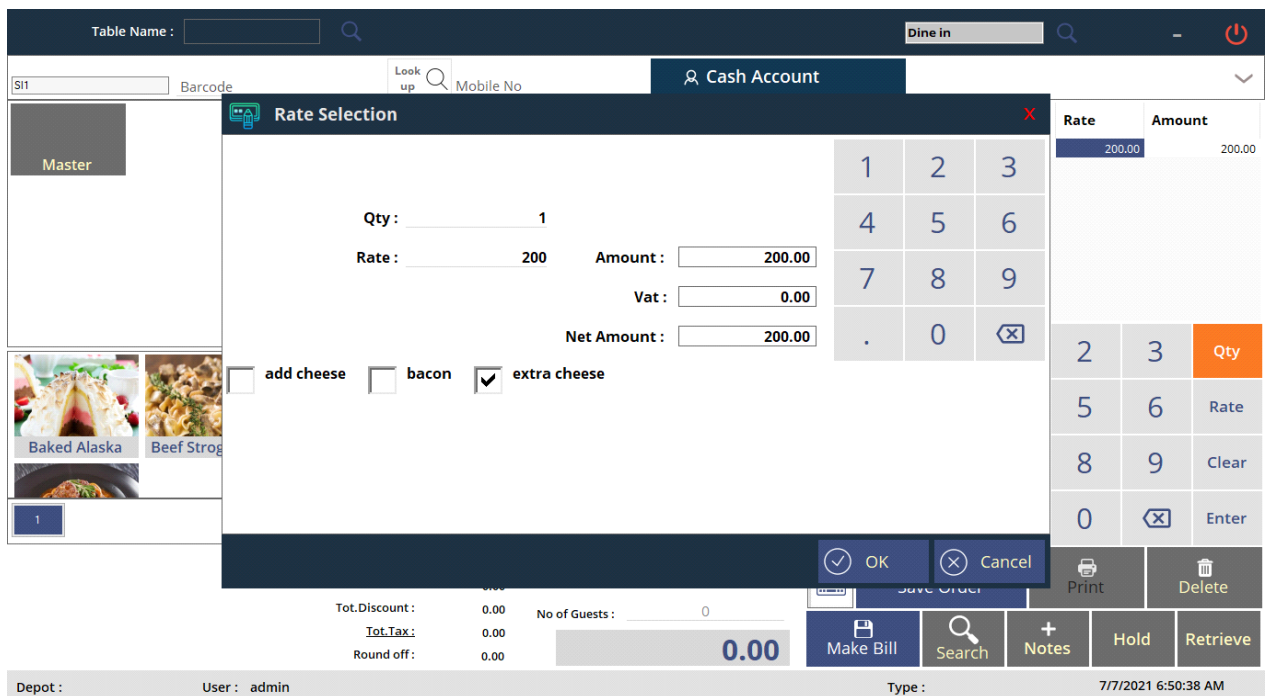 Table Name :
Dine in
SI1
Barcode
Look up
Mobile No
Cash Account
Rate Selection
X
Rate Amount
200.00 200.00
Master
Qty : 1
Rate : 200
Amount : 200.00
Vat : 0.00
Net Amount : 200.00
1 2 3
4 5 6
7 8 9
. 0
add cheese bacon extra cheese
Baked Alaska Beef Strog
1
OK Cancel
2 3 Qty
5 6 Rate
8 9 Clear
0 Enter
Print Delete
Tot.Discount : 0.00
Tot.Tax : 0.00
Round off : 0.00
No of Guests : 0
0.00
Make Bill Search Notes Hold Retrieve
Depot : User : admin Type : 7/7/2021 6:50:38 AM